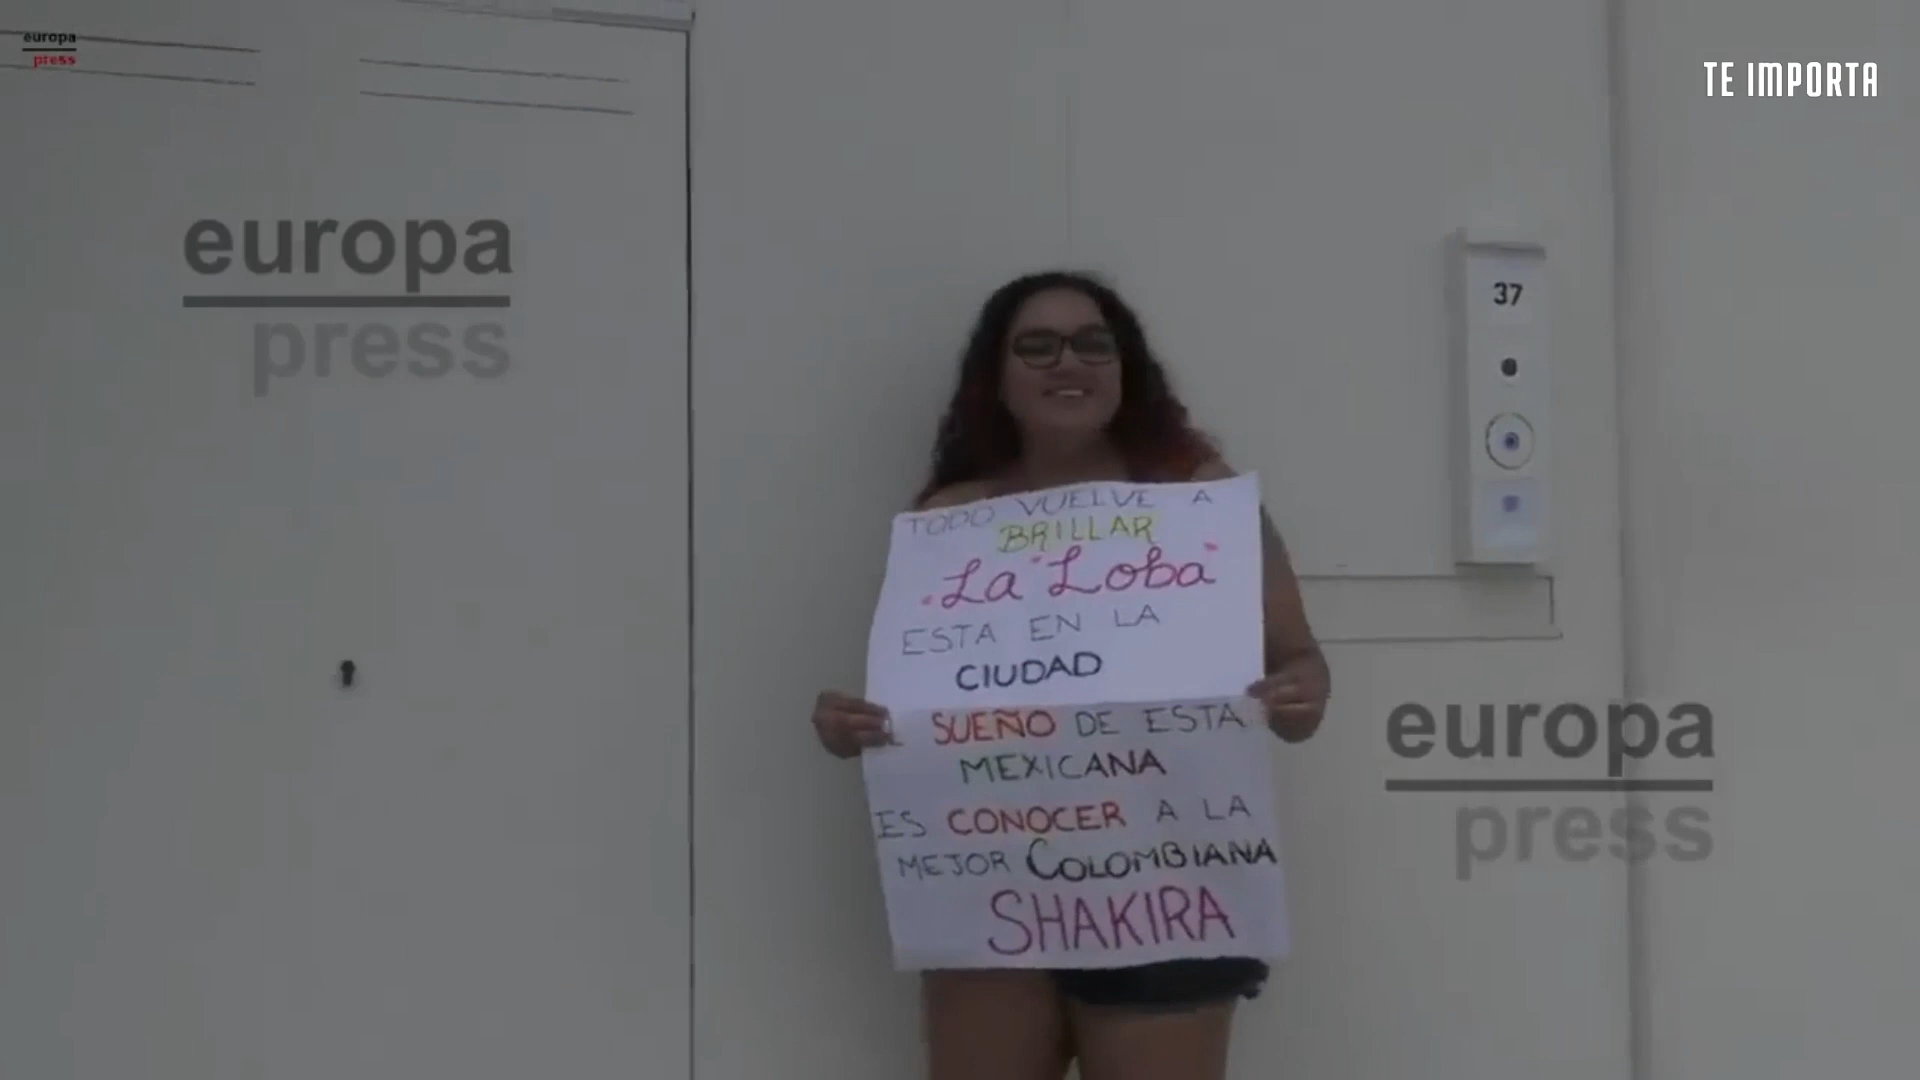 europa
press
TE IMPORTA
europa
press
37
TODO VUELVE A
BRILLAR
"La "Loba"
ESTA EN LA
CIUDAD
SUEÑO DE ESTA
MEXICANA
ES CONOCER A LA
MEJOR COLOMBIANA
SHAKIRA
europa
press